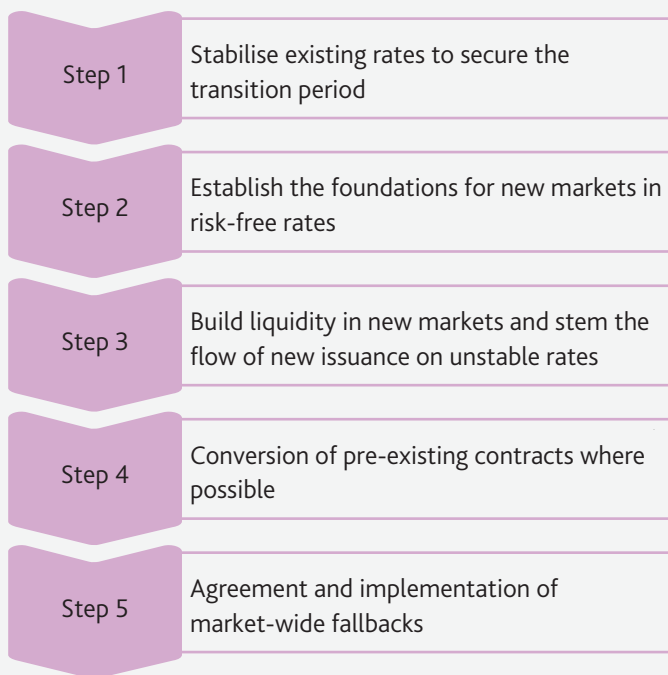 Step 1
Stabilise existing rates to secure the
transition period
Step 2
Establish the foundations for new markets in
risk-free rates
Step 3
Build liquidity in new markets and stem the
flow of new issuance on unstable rates
Step 4
Conversion of pre-existing contracts where
possible
Step 5
Agreement and implementation of
market-wide fallbacks